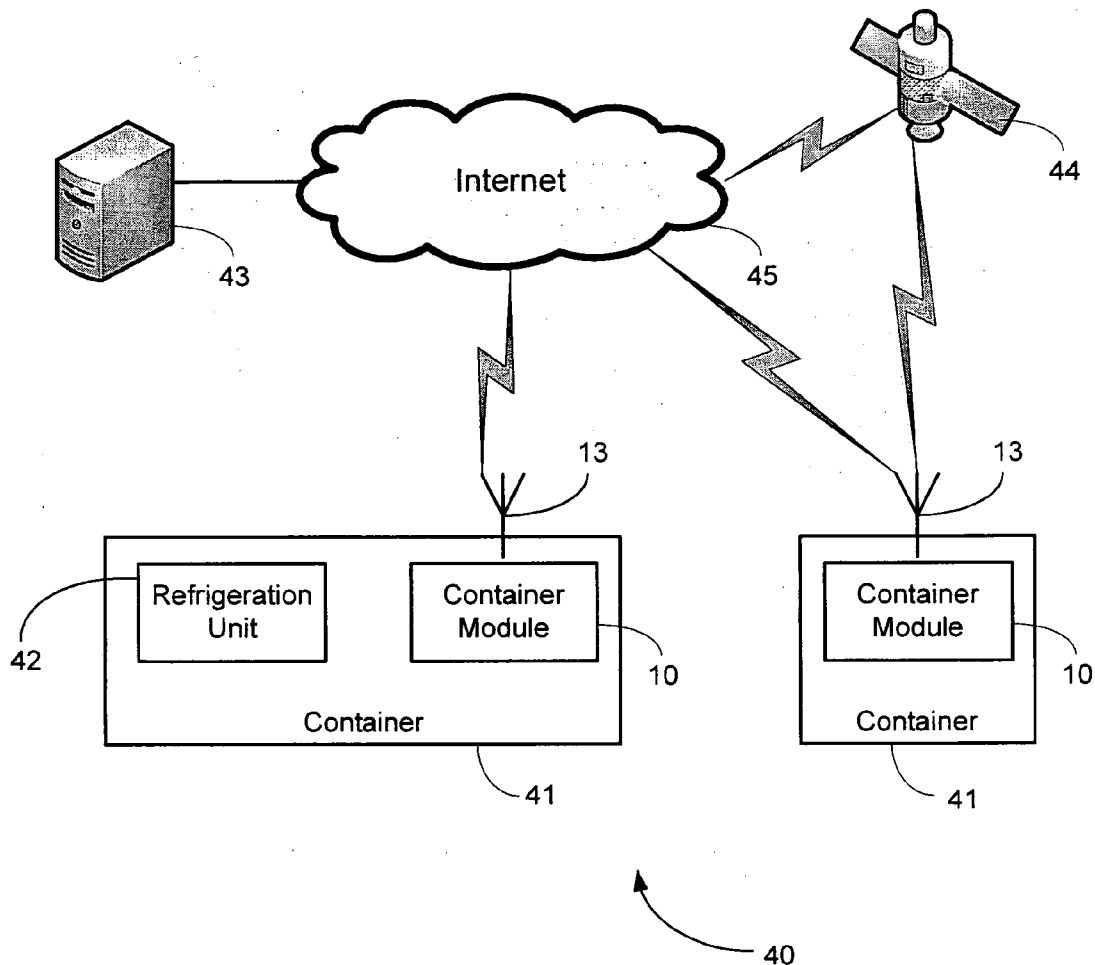 Internet
44
43
45
13
13
Refrigeration
Unit
Container
Module
Container
Module
42
10
10
Container
Container
41
41
40